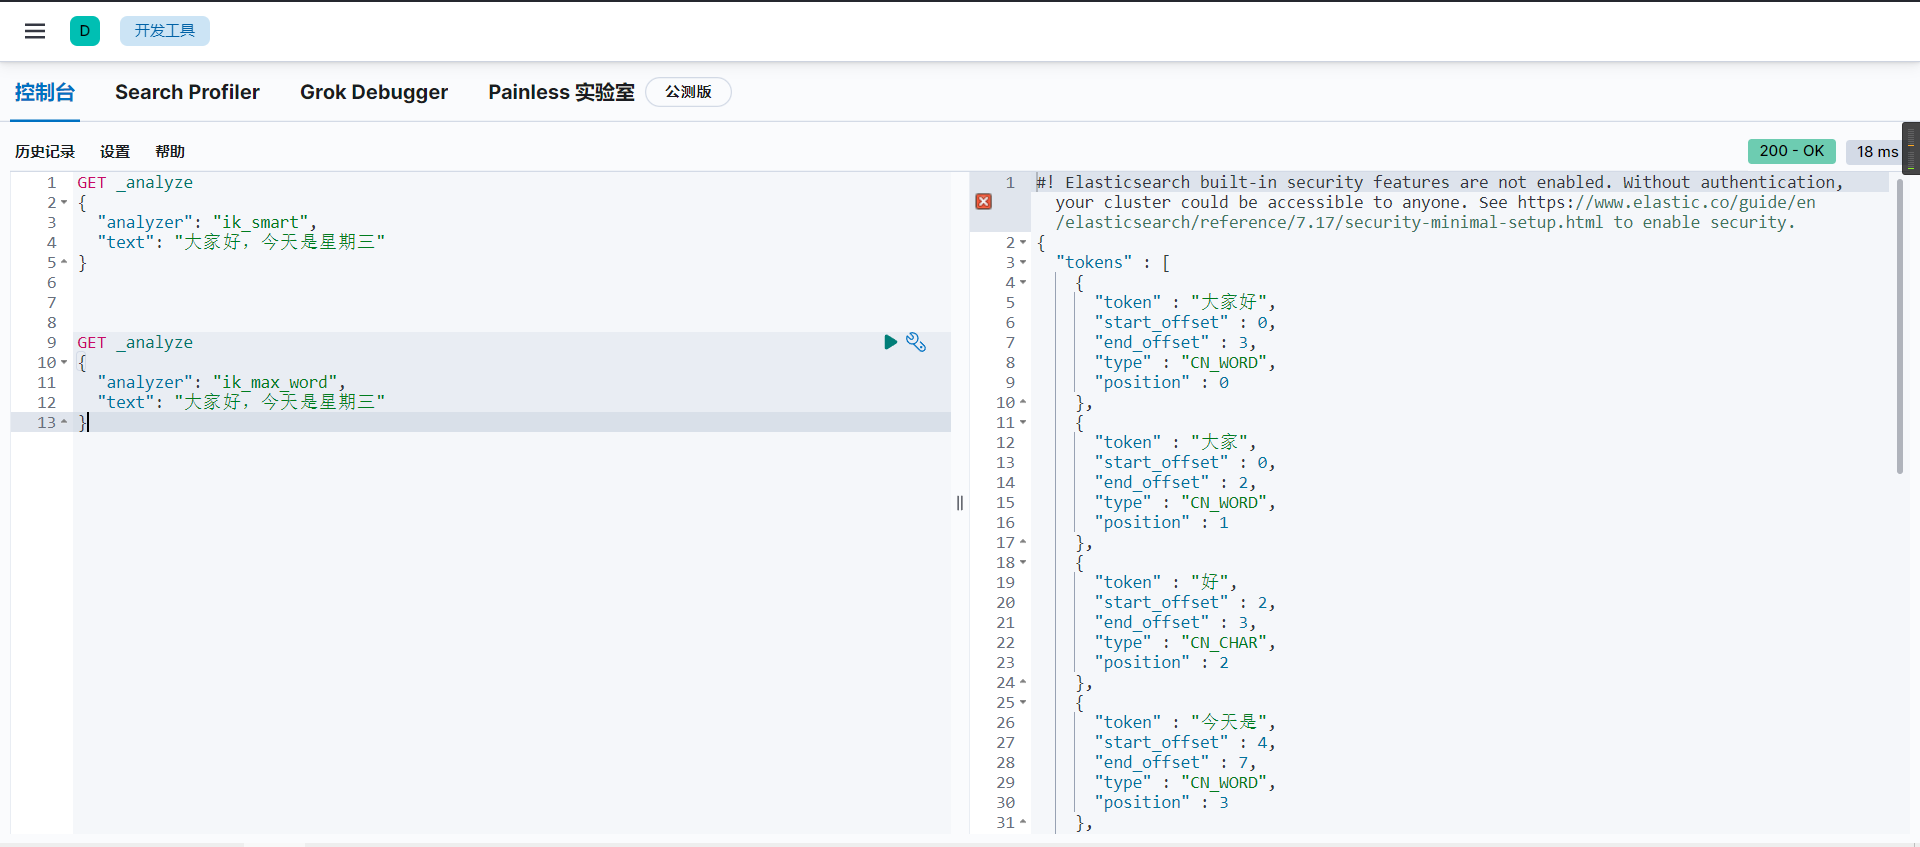 D 开发工具
控制台 Search Profiler Grok Debugger Painless 实验室 公测版
历史记录 设置 帮助 200 - OK 18 ms
1 GET _analyze
2 {
3 "analyzer": "ik_smart",
4 "text": "大家好，今天是星期三"
5 }
6
7
8
9 GET _analyze
10 {
11 "analyzer": "ik_max_word",
12 "text": "大家好，今天是星期三"
13 }
1 #! Elasticsearch built-in security features are not enabled. Without authentication,
your cluster could be accessible to anyone. See https://www.elastic.co/guide/en
/elasticsearch/reference/7.17/security-minimal-setup.html to enable security.
2 {
3 "tokens" : [
4 {
5 "token" : "大家好",
6 "start_offset" : 0,
7 "end_offset" : 3,
8 "type" : "CN_WORD",
9 "position" : 0
10 },
11 {
12 "token" : "大家",
13 "start_offset" : 0,
14 "end_offset" : 2,
15 "type" : "CN_WORD",
16 "position" : 1
17 },
18 {
19 "token" : "好",
20 "start_offset" : 2,
21 "end_offset" : 3,
22 "type" : "CN_CHAR",
23 "position" : 2
24 },
25 {
26 "token" : "今天是",
27 "start_offset" : 4,
28 "end_offset" : 7,
29 "type" : "CN_WORD",
30 "position" : 3
31 },